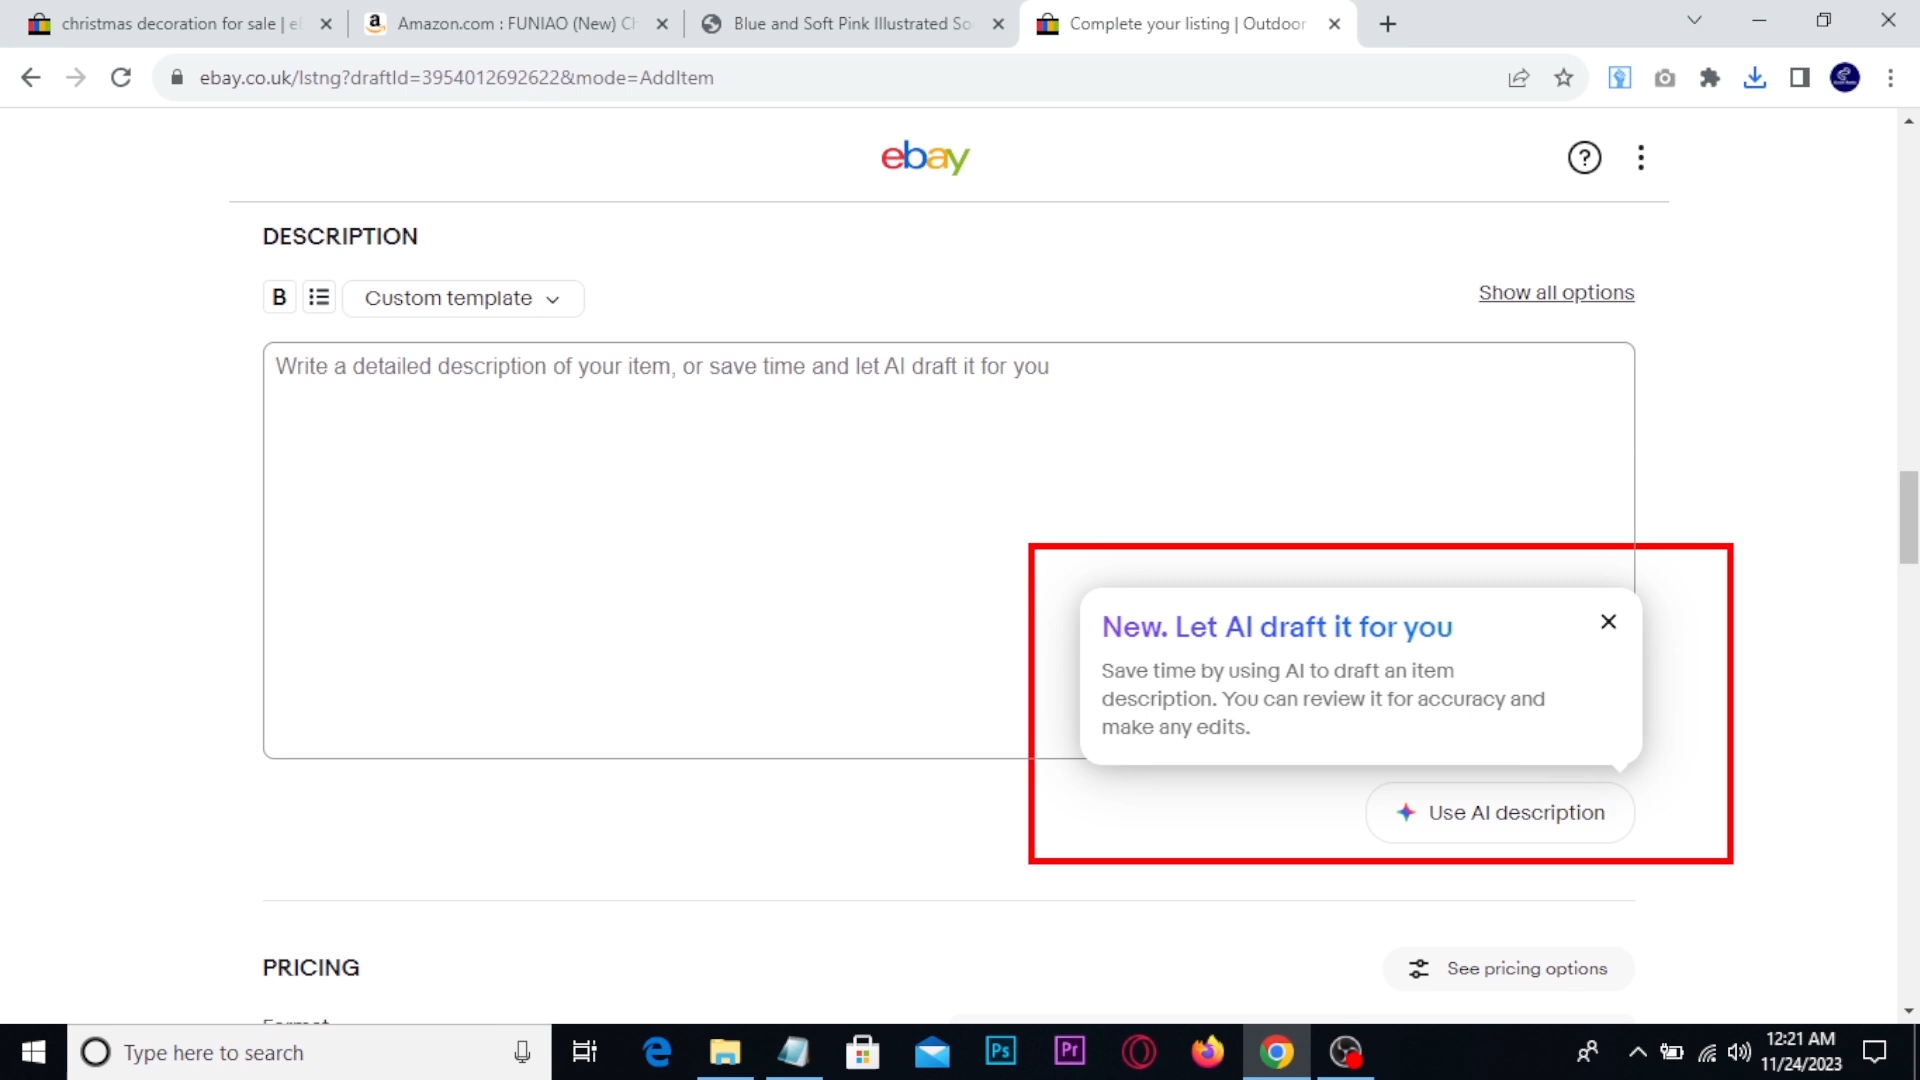 christmas decoration for sale | e
Amazon.com : FUNIAO (New) Ch
Blue and Soft Pink Illustrated So
Complete your listing | Outdoor
ebay.co.uk/lstng?draftId=3954012692622&mode=AddItem
ebay
DESCRIPTION
B
Custom template
Show all options
Write a detailed description of your item, or save time and let AI draft it for you
New. Let AI draft it for you
Save time by using AI to draft an item
description. You can review it for accuracy and
make any edits.
Use AI description
PRICING
See pricing options
Format
Type here to search
Ps
Pr
12:21 AM
11/24/2023